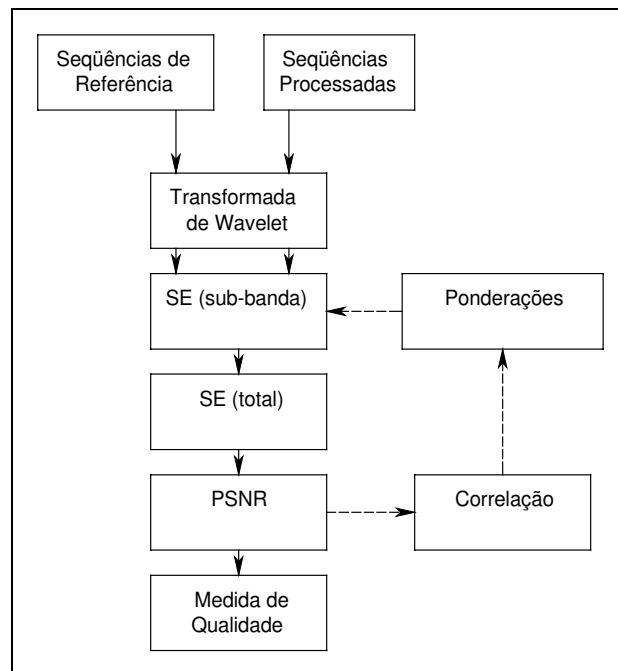 Seqüências de
Referência
Seqüências
Processadas
Transformada
de Wavelet
SE (sub-banda)
Ponderações
SE (total)
PSNR
Correlação
Medida de
Qualidade